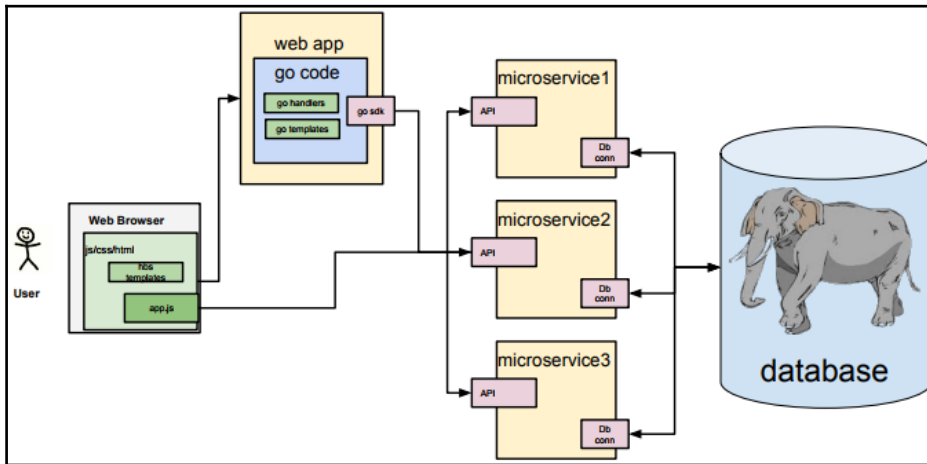 web app
go code
go handlers
go templates
go sdk
User
Web Browser
js/css/html
hbs
templates
app.js
microservice1
API
Db
conn
microservice2
API
Db
conn
microservice3
API
Db
conn
database